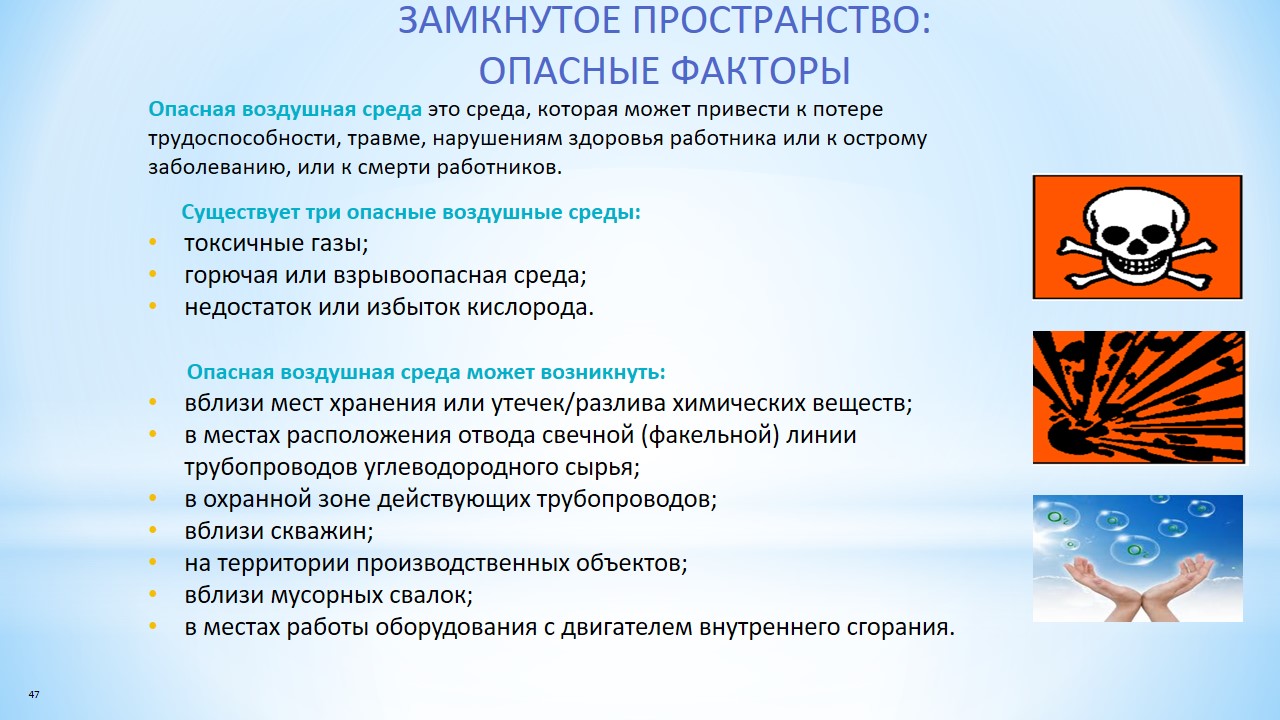 ЗАМКНУТОЕ ПРОСТРАНСТВО:
ОПАСНЫЕ ФАКТОРЫ
Опасная воздушная среда это среда, которая может привести к потере
трудоспособности, травме, нарушениям здоровья работника или к острому
заболеванию, или к смерти работников.
Существует три опасные воздушные среды:
• токсичные газы;
• горючая или взрывоопасная среда;
• недостаток или избыток кислорода.
Опасная воздушная среда может возникнуть:
• вблизи мест хранения или утечек/разлива химических веществ;
• в местах расположения отвода свечной (факельной) линии
трубопроводов углеводородного сырья;
• в охранной зоне действующих трубопроводов;
• вблизи скважин;
• на территории производственных объектов;
• вблизи мусорных свалок;
• в местах работы оборудования с двигателем внутреннего сгорания.
O2
O2
47